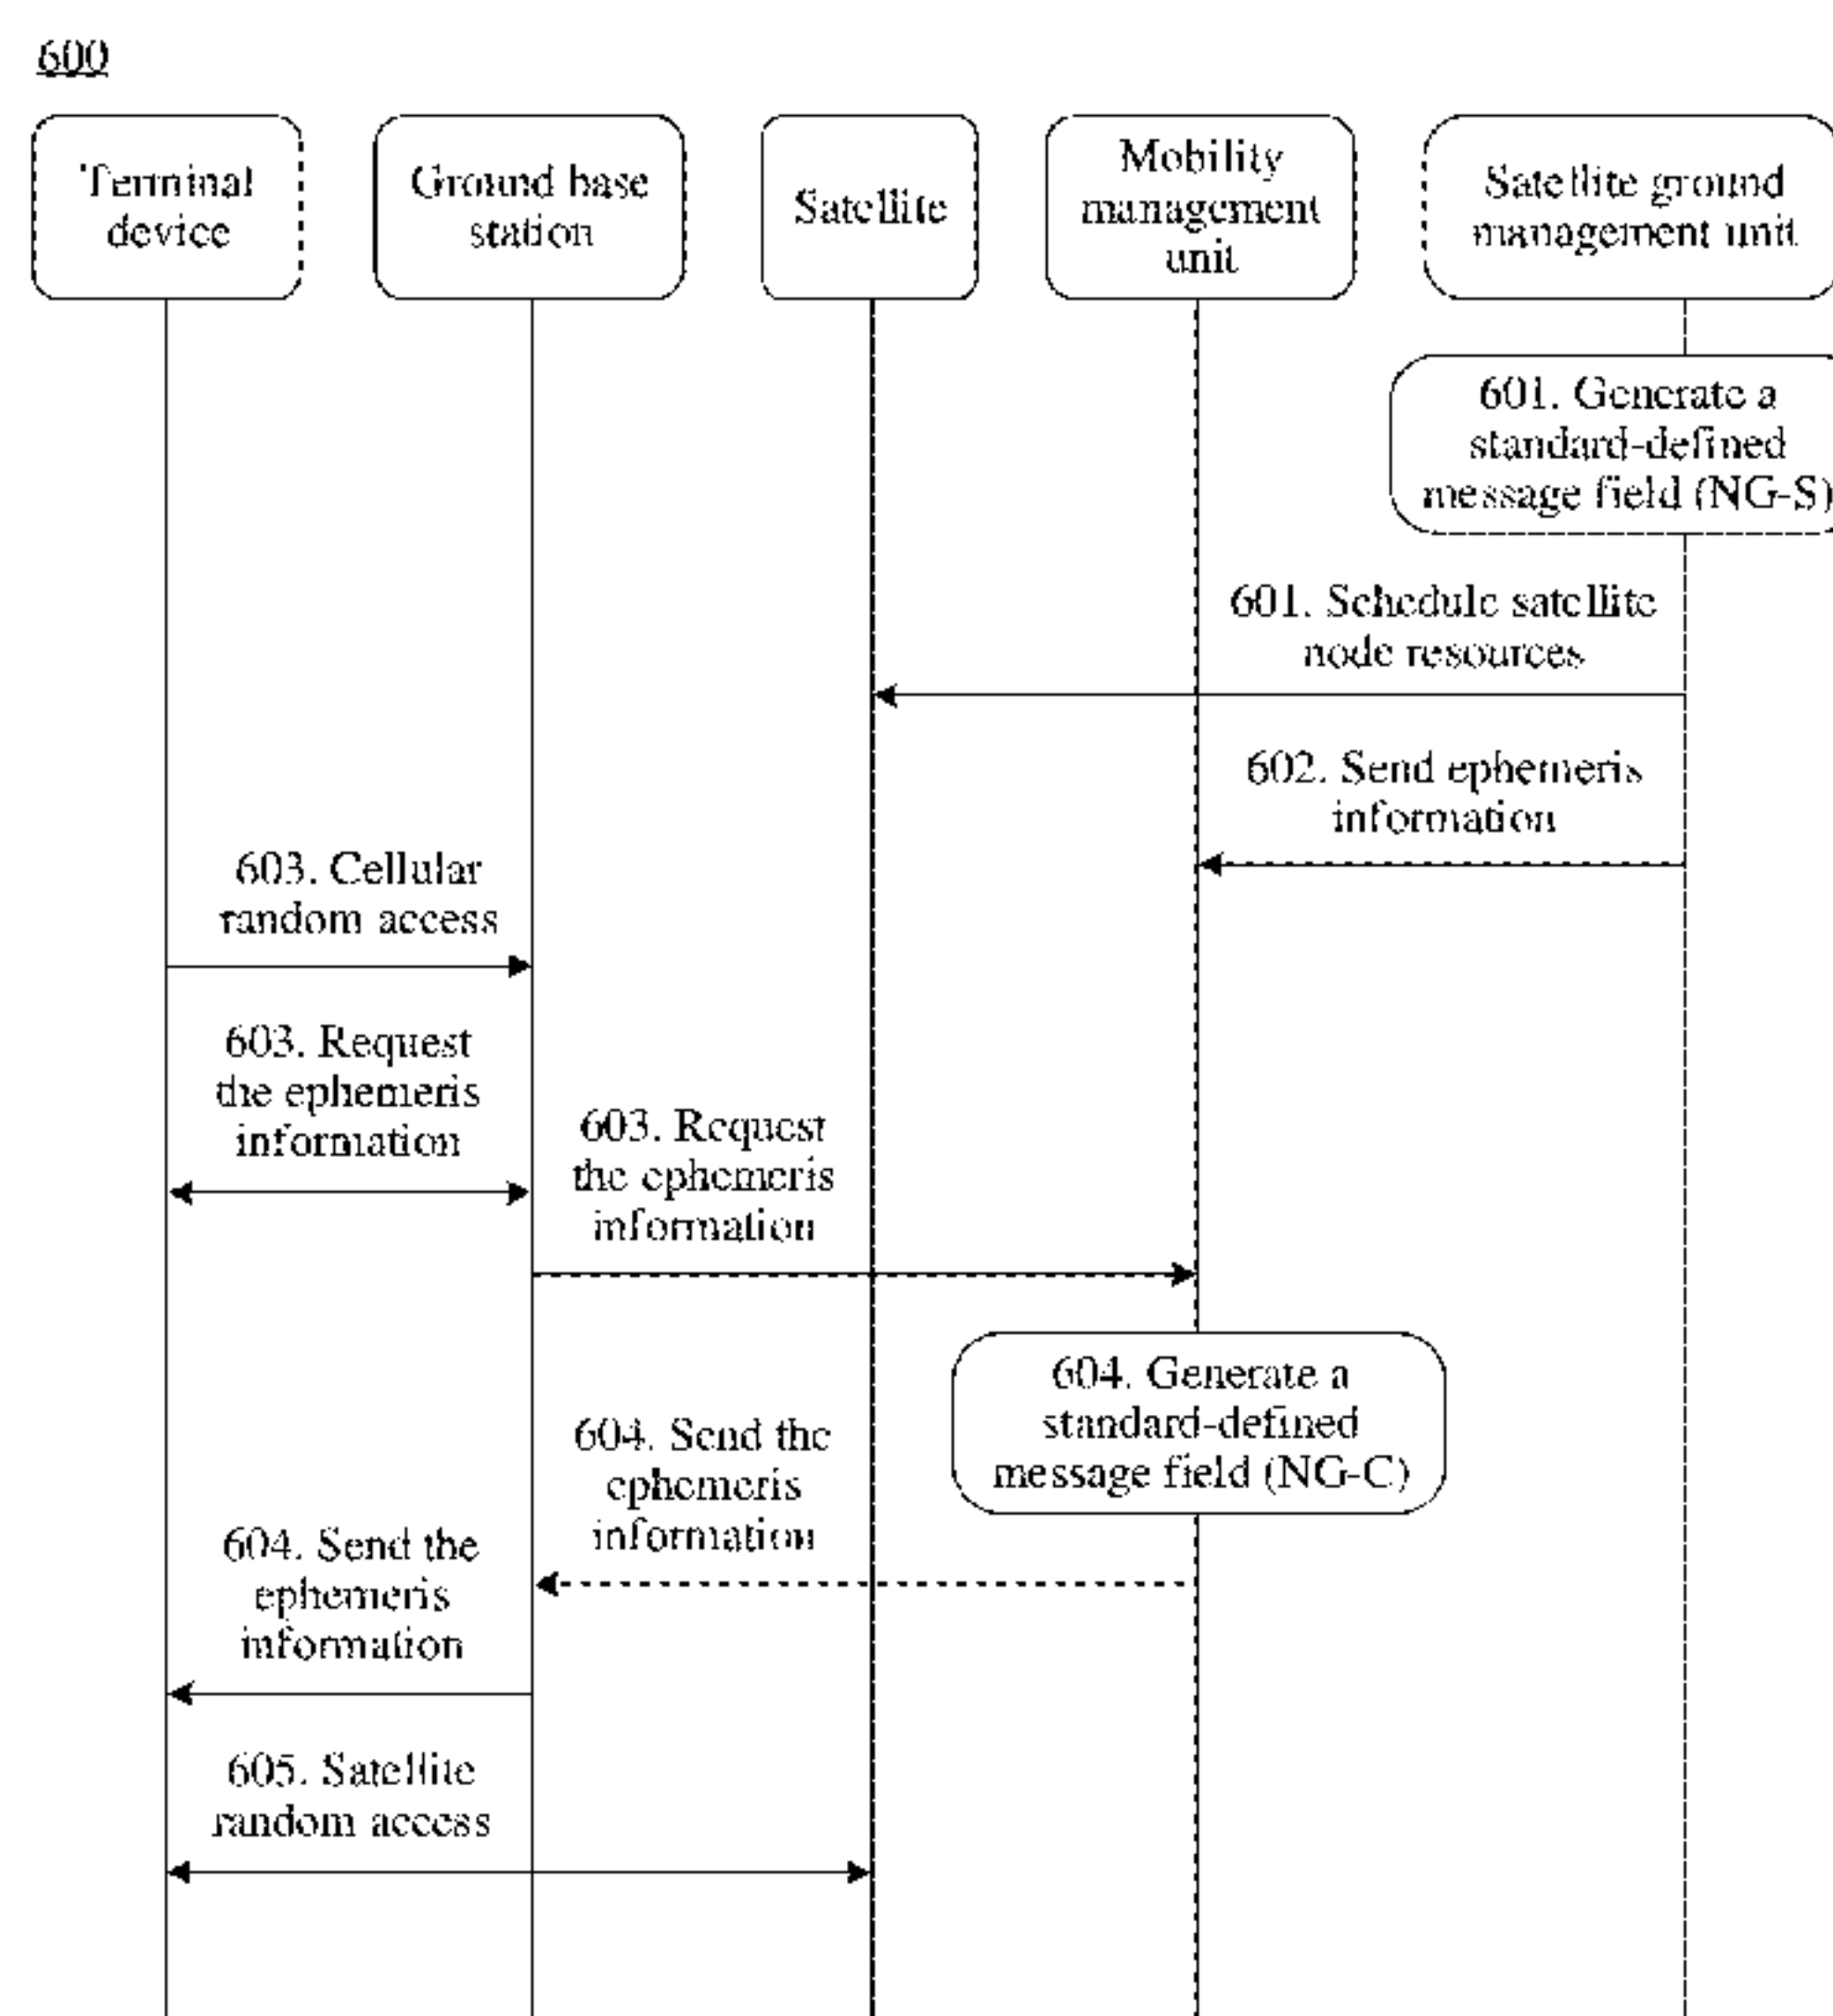 600
Terminal
device
Ground base
station
Satellite
Mobility
management
unit
Satellite ground
management unit
601. Generate a
standard-defined
message field (NG-S)
601. Schedule satellite
node resources
602. Send ephemeris
information
603. Cellular
random access
603. Request
the ephemeris
information
603. Request
the ephemeris
information
604. Generate a
standard-defined
message field (NG-C)
604. Send the
ephemeris
information
604. Send the
ephemeris
information
605. Satellite
random access